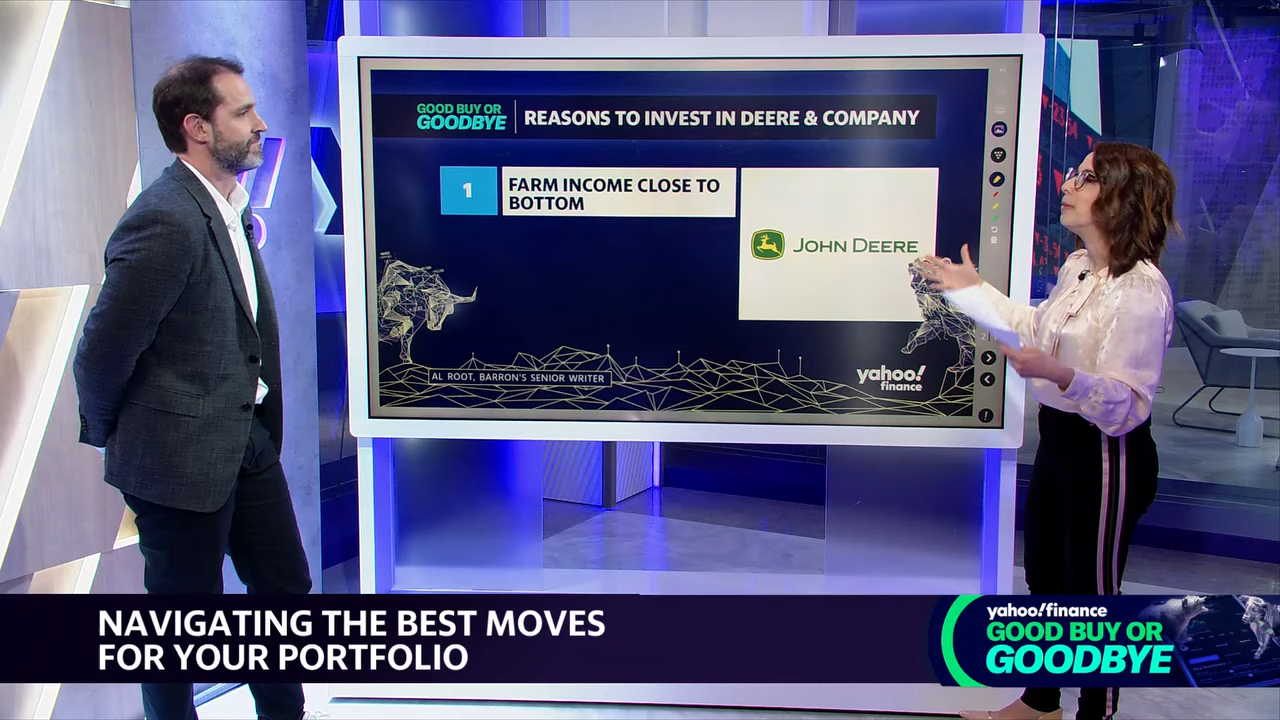 GOOD BUY OR
GOODBYE
REASONS TO INVEST IN DEERE & COMPANY
1
FARM INCOME CLOSE TO
BOTTOM
JOHN DEERE
AL ROOT, BARRON'S SENIOR WRITER
yahoo!
finance
NAVIGATING THE BEST MOVES
FOR YOUR PORTFOLIO
yahoo!finance
GOOD BUY OR
GOODBYE